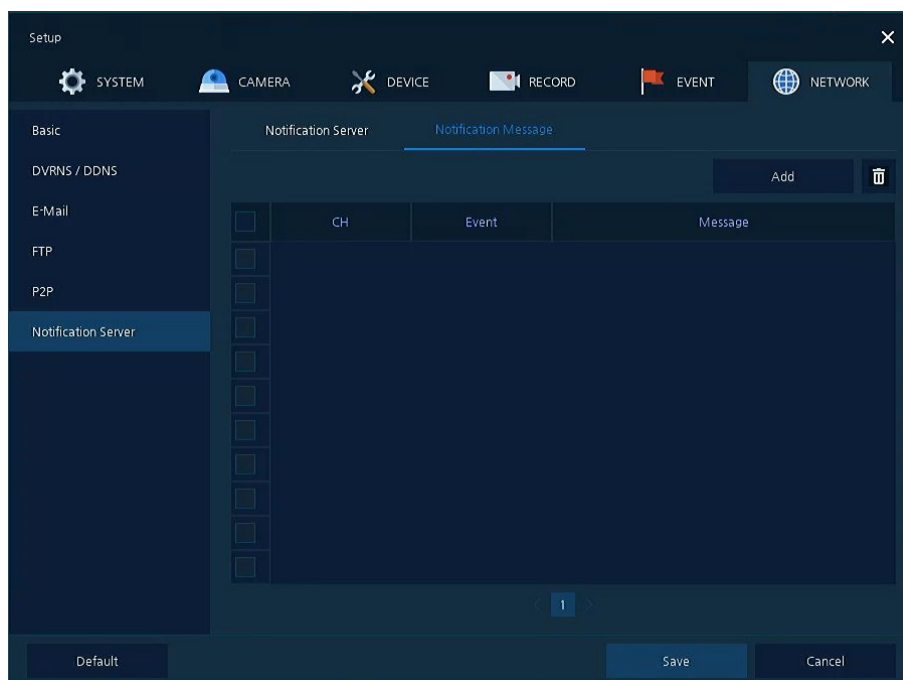 Setup
SYSTEM CAMERA DEVICE RECORD EVENT NETWORK
Basic
DVRNS / DDNS
E-Mail
FTP
P2P
Notification Server
Notification Server Notification Message
Add
CH Event Message
1
Default Save Cancel